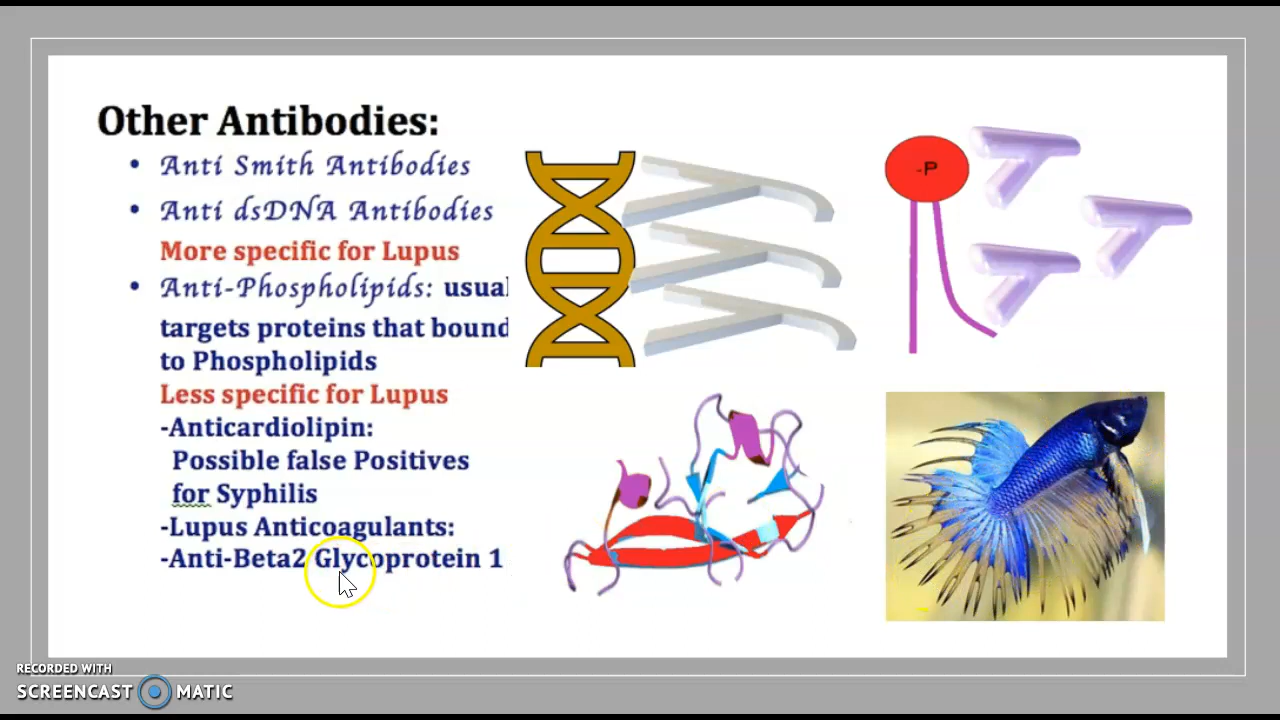 Other Antibodies:
• Anti Smith Antibodies
• Anti dsDNA Antibodies
More specific for Lupus
• Anti-Phospholipids: usual
targets proteins that bound
to Phospholipids
Less specific for Lupus
-Anticardiolipin:
Possible false Positives
for Syphilis
-Lupus Anticoagulants:
-Anti-Beta2 Glycoprotein 1
-P
RECORDED WITH
SCREENCAST MATIC